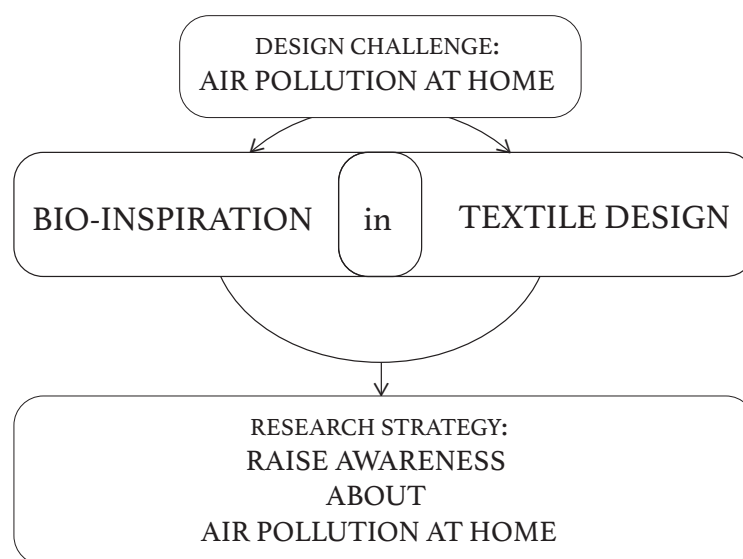 DESIGN CHALLENGE:
AIR POLLUTION AT HOME
BIO-INSPIRATION in TEXTILE DESIGN
RESEARCH STRATEGY:
RAISE AWARENESS
ABOUT
AIR POLLUTION AT HOME